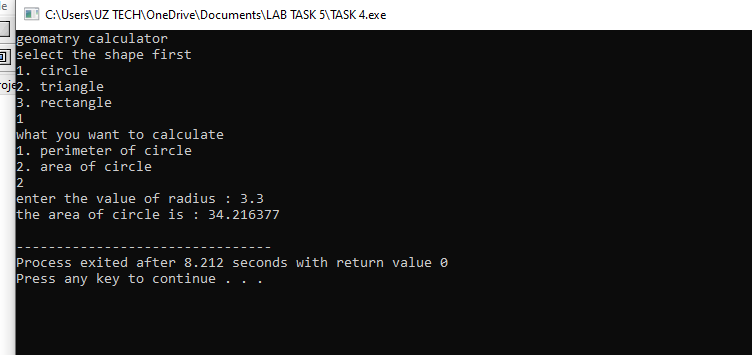 le
C:\Users\UZ TECH\OneDrive\Documents\LAB TASK 5\TASK 4.exe
geomatry calculator
select the shape first
1. circle
roje
2. triangle
3. rectangle
1
what you want to calculate
1. perimeter of circle
2. area of circle
2
enter the value of radius : 3.3
the area of circle is : 34.216377
--------------------------------
Process exited after 8.212 seconds with return value 0
Press any key to continue . . .